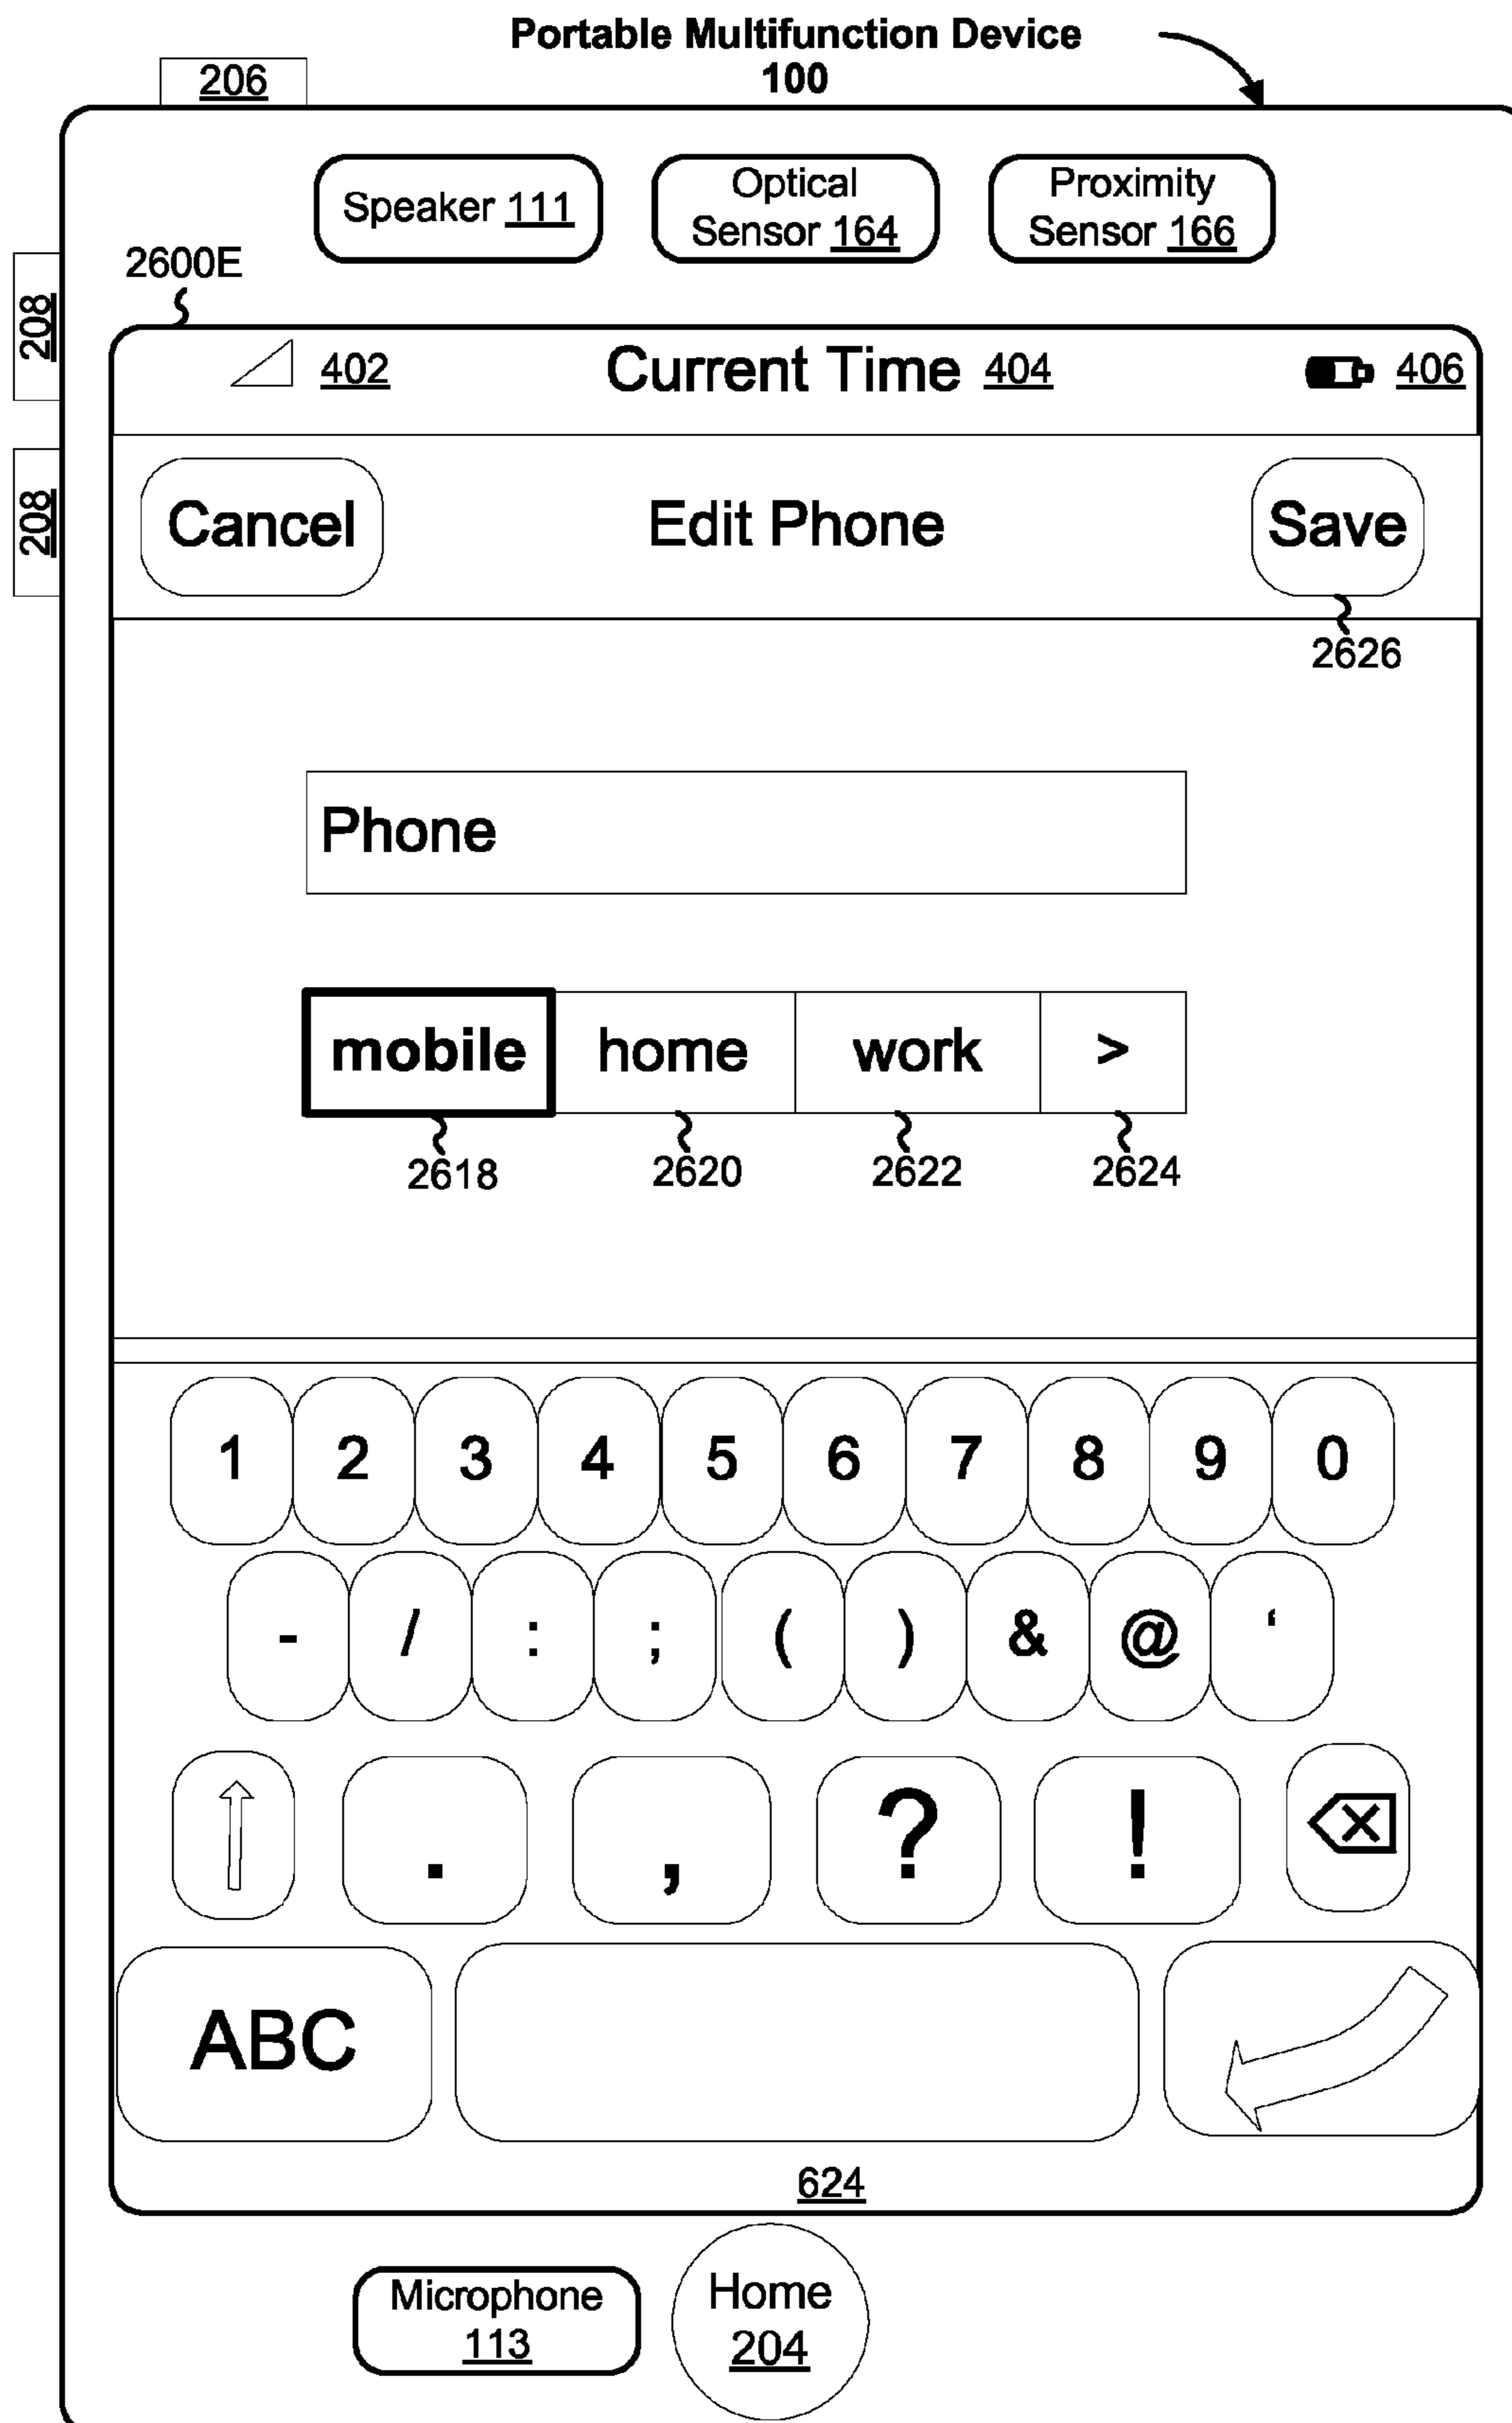 Portable Multifunction Device
100
206
Speaker 111
Optical
Sensor 164
Proximity
Sensor 166
2600E
208
208
402
Current Time 404
406
Cancel
Edit Phone
Save
2626
Phone
mobile home work >
2618 2620 2622 2624
1 2 3 4 5 6 7 8 9 0
- / : ; ( ) & @ ‘
. , ? !
ABC
624
Microphone
113
Home
204